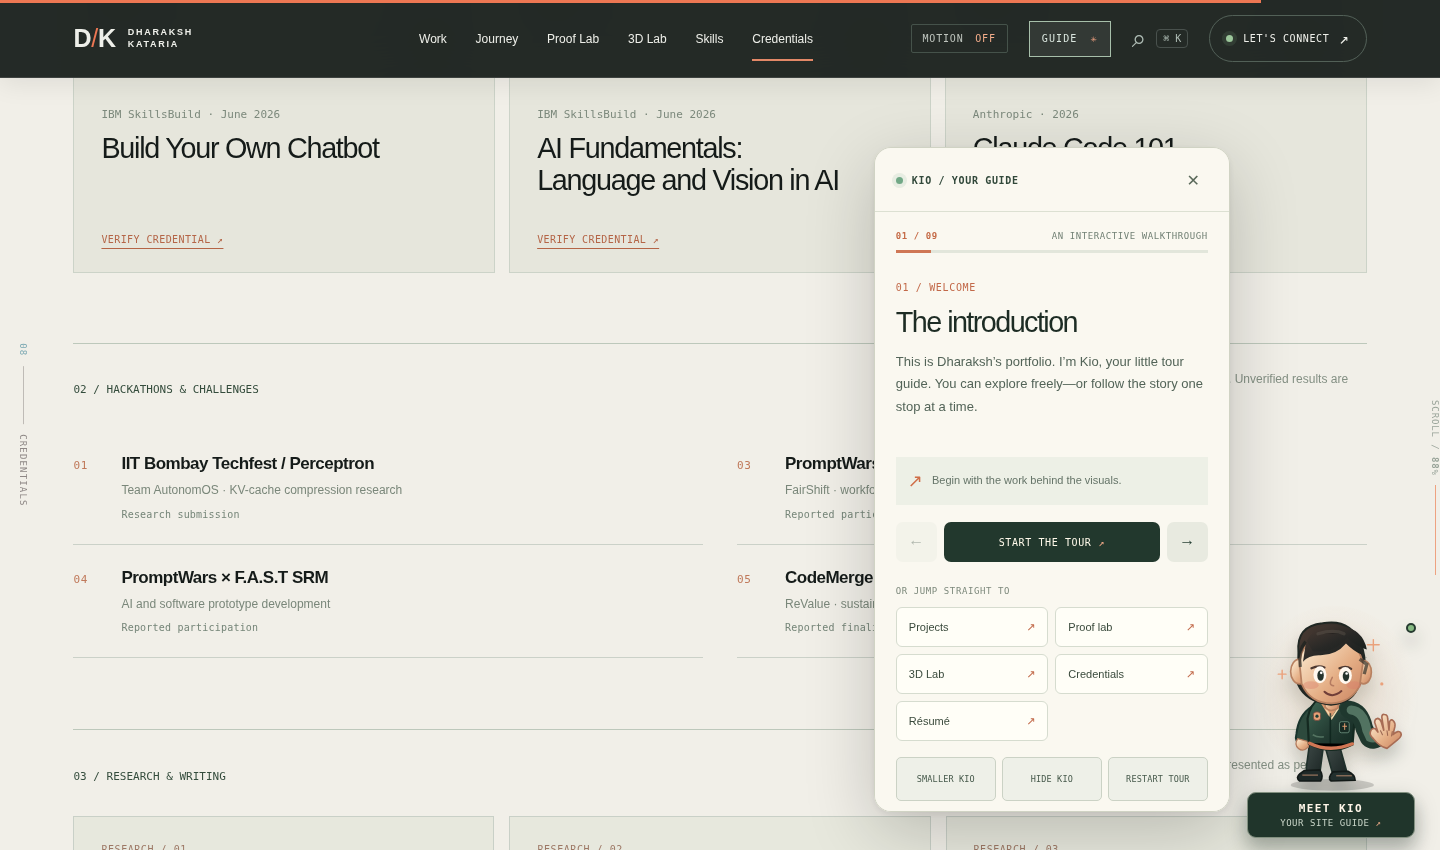 D/K DHARAKSH KATARIA
Work Journey Proof Lab 3D Lab Skills Credentials
MOTION OFF
GUIDE ✳
⌘ K
LET'S CONNECT ↗
IBM SkillsBuild · June 2026
Build Your Own Chatbot
VERIFY CREDENTIAL ↗
IBM SkillsBuild · June 2026
AI Fundamentals:
Language and Vision in AI
VERIFY CREDENTIAL ↗
Anthropic · 2026
Claude Code 101
08
CREDENTIALS
02 / HACKATHONS & CHALLENGES
Unverified results are
01
IIT Bombay Techfest / Perceptron
Team AutonomOS · KV-cache compression research
Research submission
03
PromptWars
FairShift ·
Reported
04
PromptWars × F.A.S.T SRM
AI and software prototype development
Reported participation
05
CodeMerge
ReValue ·
Reported
03 / RESEARCH & WRITING
RESEARCH / 01
RESEARCH / 02
RESEARCH / 03
KIO / YOUR GUIDE
✕
01 / 09
AN INTERACTIVE WALKTHROUGH
01 / WELCOME
The introduction
This is Dharaksh's portfolio. I'm Kio, your little tour
guide. You can explore freely—or follow the story one
stop at a time.
↗ Begin with the work behind the visuals.
←
START THE TOUR ↗
→
OR JUMP STRAIGHT TO
Projects ↗
Proof lab ↗
3D Lab ↗
Credentials ↗
Résumé ↗
SMALLER KIO
HIDE KIO
RESTART TOUR
SCROLL / 88%
MEET KIO
YOUR SITE GUIDE ↗